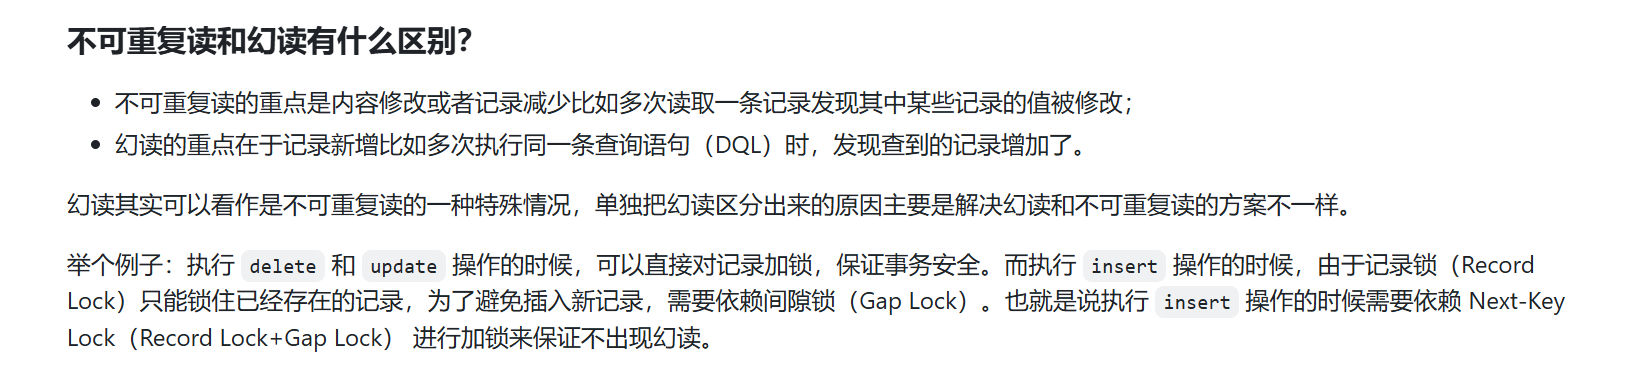 不可重复读和幻读有什么区别？
• 不可重复读的重点是内容修改或者记录减少比如多次读取一条记录发现其中某些记录的值被修改；
• 幻读的重点在于记录新增比如多次执行同一条查询语句（DQL）时，发现查到的记录增加了。
幻读其实可以看作是不可重复读的一种特殊情况，单独把幻读区分出来的原因主要是解决幻读和不可重复读的方案不一样。
举个例子：执行 delete 和 update 操作的时候，可以直接对记录加锁，保证事务安全。而执行 insert 操作的时候，由于记录锁（Record
Lock）只能锁住已经存在的记录，为了避免插入新记录，需要依赖间隙锁（Gap Lock）。也就是说执行 insert 操作的时候需要依赖 Next-Key
Lock（Record Lock+Gap Lock） 进行加锁来保证不出现幻读。